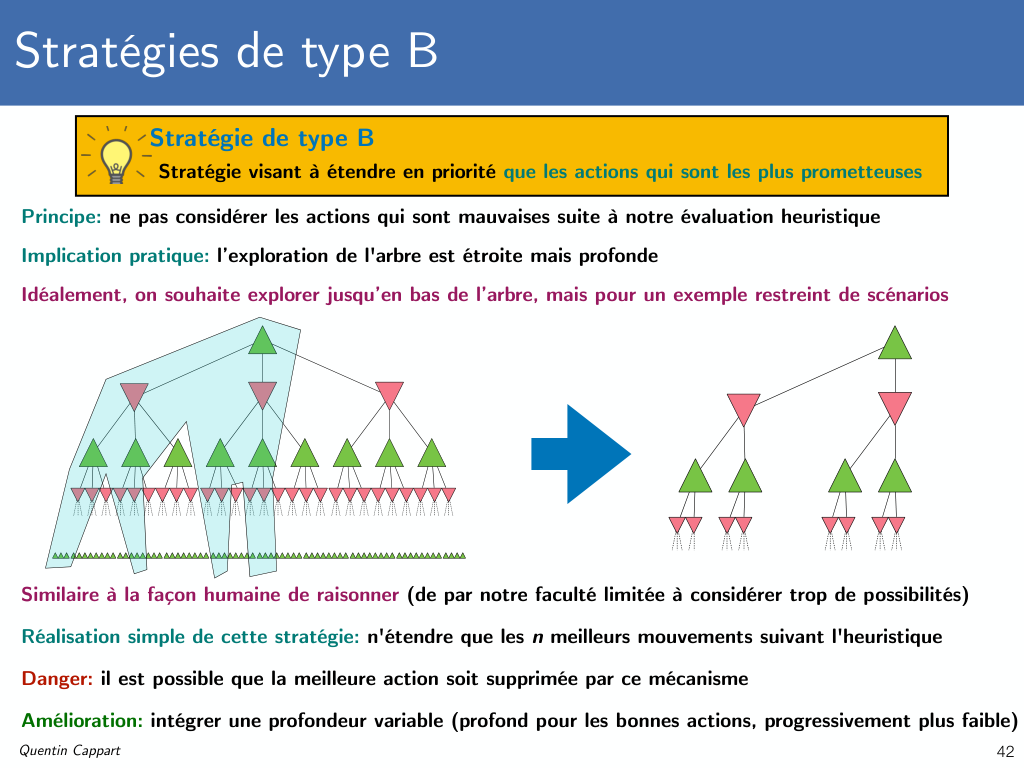 Stratégies de type B
Stratégie de type B
Stratégie visant à étendre en priorité que les actions qui sont les plus prometteuses
Principe: ne pas considérer les actions qui sont mauvaises suite à notre évaluation heuristique
Implication pratique: l'exploration de l'arbre est étroite mais profonde
Idéalement, on souhaite explorer jusqu'en bas de l'arbre, mais pour un exemple restreint de scénarios
Similaire à la façon humaine de raisonner (de par notre faculté limitée à considérer trop de possibilités)
Réalisation simple de cette stratégie: n'étendre que les n meilleurs mouvements suivant l'heuristique
Danger: il est possible que la meilleure action soit supprimée par ce mécanisme
Amélioration: intégrer une profondeur variable (profond pour les bonnes actions, progressivement plus faible)
Quentin Cappart
42